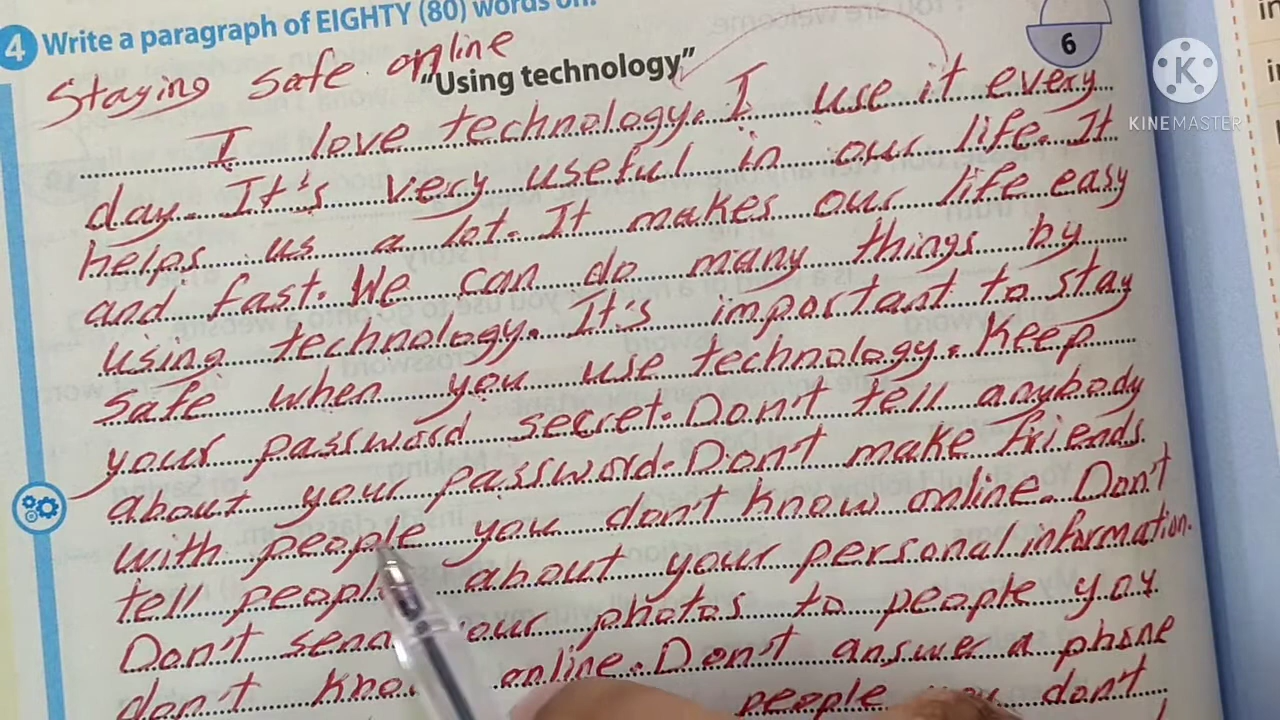 4 Write a paragraph of EIGHTY (80) words on:
6
Staying safe online
"Using technology"
K
KINEMASTER
I love technology. I use it every
day. It's very useful in our life. It
helps us a lot. It makes our life easy
and fast. We can do many things by
using technology. It's important to stay
safe when you use technology. Keep
your password secret. Don't tell anybody
about your password. Don't make friends
with people you don't know online. Don't
tell people about your personal information.
Don't send your photos to people you
don't know online. Don't answer a phone
people you don't